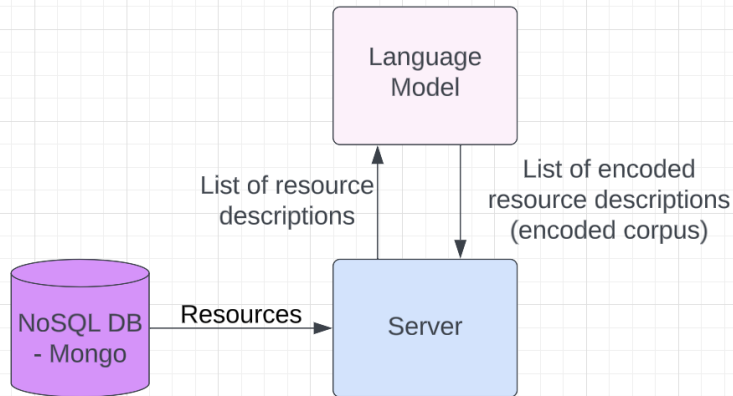 Language
Model
List of resource
descriptions
List of encoded
resource descriptions
(encoded corpus)
NoSQL DB
- Mongo
Resources
Server